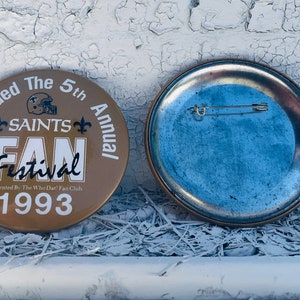 The 5th Annual
SAINTS
FAN
Festival
By The Who Dat! Fan Club
1993